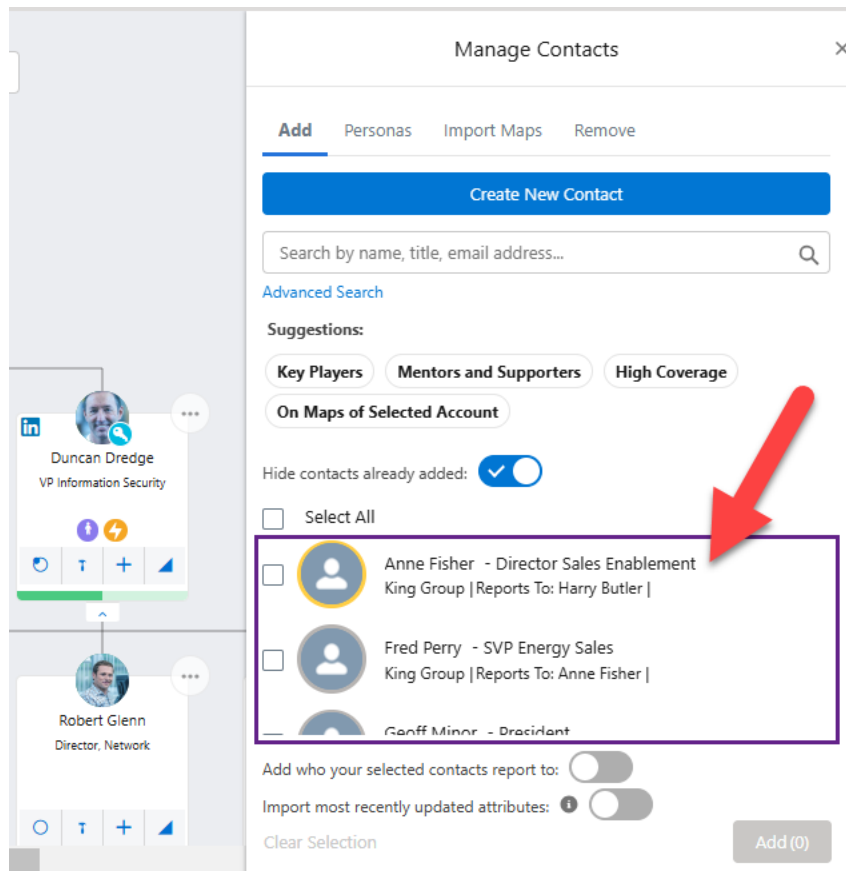 Manage Contacts
Add Personas Import Maps Remove
Create New Contact
Search by name, title, email address...
Advanced Search
Suggestions:
Key Players Mentors and Supporters High Coverage
On Maps of Selected Account
Hide contacts already added:
Select All
Anne Fisher - Director Sales Enablement
King Group | Reports To: Harry Butler |
Fred Perry - SVP Energy Sales
King Group | Reports To: Anne Fisher |
Geoff Minor - President
Add who your selected contacts report to:
Import most recently updated attributes:
Clear Selection
Add (0)
in
Duncan Dredge
VP Information Security
Robert Glenn
Director, Network